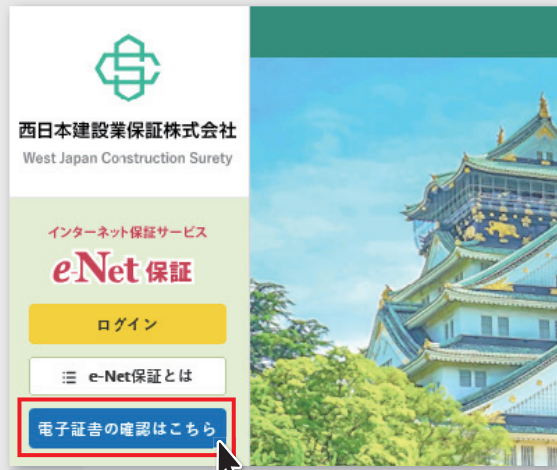 西日本建設業保証株式会社
West Japan Construction Surety
インターネット保証サービス
e-Net 保証
ログイン
e-Net保証とは
電子証書の確認はこちら